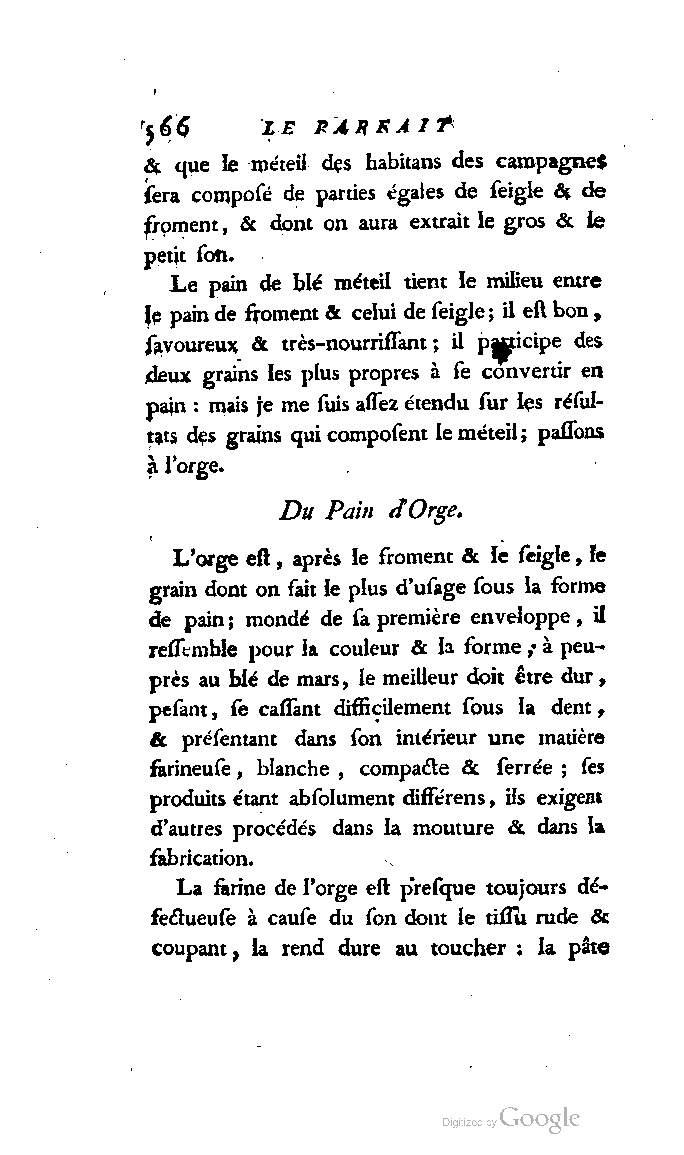 566 LE PARFAIT
& que le méteil des habitans des campagnes
ſera compoſé de parties égales de ſeigle & de
froment, & dont on aura extrait le gros & le
petit ſon.
Le pain de blé méteil tient le milieu entre
le pain de froment & celui de ſeigle; il eſt bon,
ſavoureux & très-nourriſſant; il participe des
deux grains les plus propres à ſe convertir en
pain : mais je me ſuis aſſez étendu ſur les réſul-
tats des grains qui compoſent le méteil; paſſons
à l'orge.
Du Pain d'Orge.
L'orge eſt, après le froment & le ſeigle, le
grain dont on fait le plus d'uſage ſous la forme
de pain; mondé de ſa première enveloppe, il
reſſemble pour la couleur & la forme, à peu-
près au blé de mars, le meilleur doit être dur,
peſant, ſe caſſant difficilement ſous la dent,
& préſentant dans ſon intérieur une matière
farineuſe, blanche, compacte & ſerrée; ſes
produits étant abſolument différens, ils exigent
d'autres procédés dans la mouture & dans la
fabrication.
La farine de l'orge eſt preſque toujours dé-
fectueuſe à cauſe du ſon dont le tiſſu rude &
coupant, la rend dure au toucher : la pâte
Digitized by Google